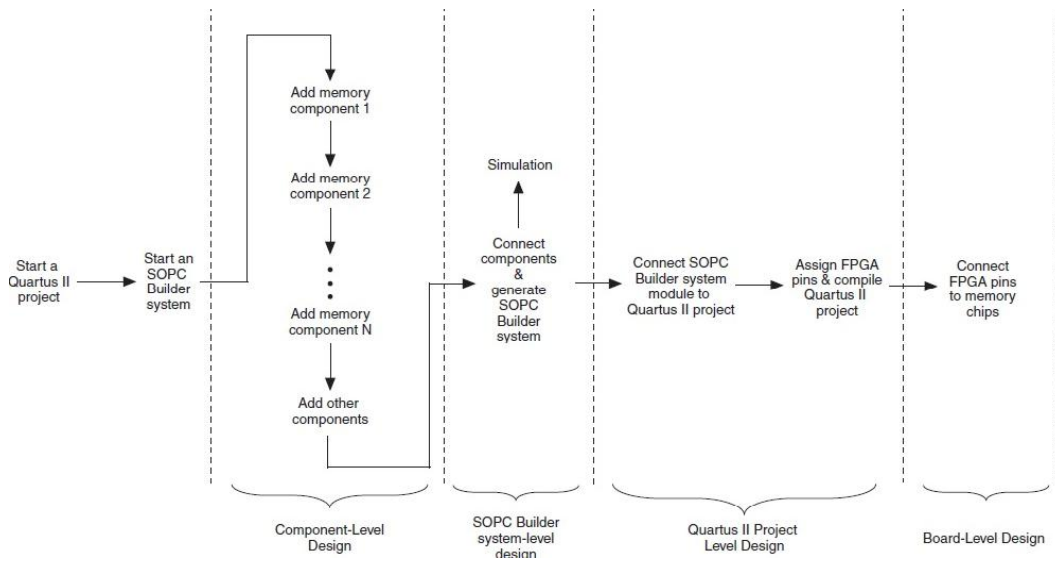 Start a
Quartus II
project
Start an
SOPC
Builder
system
Add memory
component 1
Add memory
component 2
Add memory
component N
Add other
components
Simulation
Connect
components
&
generate
SOPC
Builder
system
Connect SOPC
Builder system
module to
Quartus II project
Assign FPGA
pins & compile
Quartus II
project
Connect
FPGA pins
to memory
chips
Component-Level
Design
SOPC Builder
system-level
design
Quartus II Project
Level Design
Board-Level Design